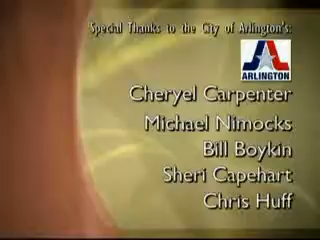 Special Thanks to the City of Arlington's:
ARLINGTON
Cheryel Carpenter
Michael Nimocks
Bill Boykin
Sheri Capehart
Chris Huff